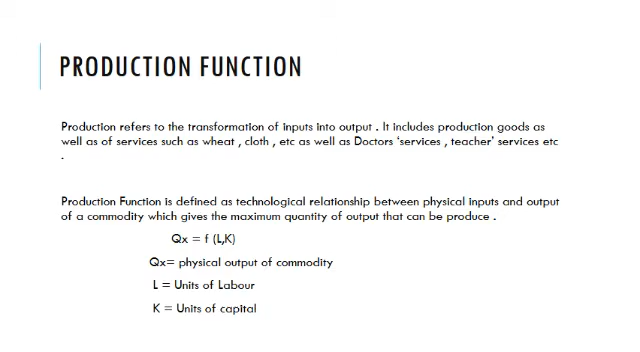 PRODUCTION FUNCTION
Production refers to the transformation of inputs into output . It includes production goods as
well as of services such as wheat , cloth , etc as well as Doctors ‘services , teacher’ services etc
.
Production Function is defined as technological relationship between physical inputs and output
of a commodity which gives the maximum quantity of output that can be produce .
Qx = f (L,K)
Qx= physical output of commodity
L = Units of Labour
K = Units of capital